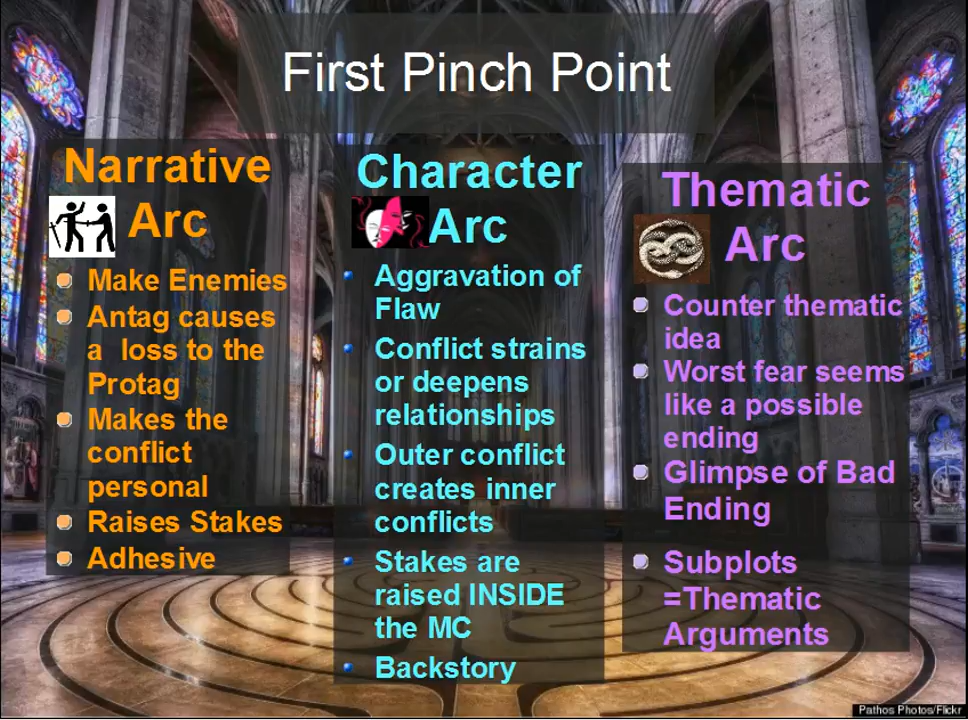 First Pinch Point
Narrative
Arc
Make Enemies
Antag causes
a loss to the
Protag
Makes the
conflict
personal
Raises Stakes
Adhesive
Character
Arc
Aggravation of
Flaw
Conflict strains
or deepens
relationships
Outer conflict
creates inner
conflicts
Stakes are
raised INSIDE
the MC
Backstory
Thematic
Arc
Counter thematic
idea
Worst fear seems
like a possible
ending
Glimpse of Bad
Ending
Subplots
=Thematic
Arguments
Pathos Photos/Flickr